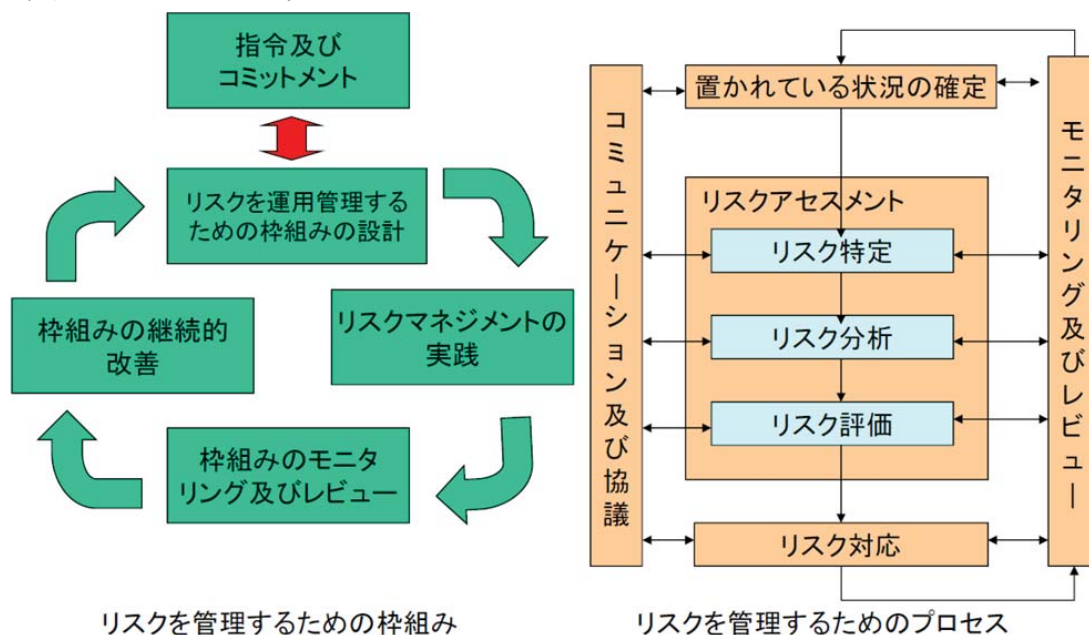 指令及び
コミットメント
リスクを運用管理する
ための枠組みの設計
リスクマネジメントの
実践
枠組みのモニタ
リング及びレビュー
枠組みの継続的
改善
リスクを管理するための枠組み
コミュニケーション及び協議
置かれている状況の確定
リスクアセスメント
リスク特定
リスク分析
リスク評価
リスク対応
モニタリング及びレビュー
リスクを管理するためのプロセス